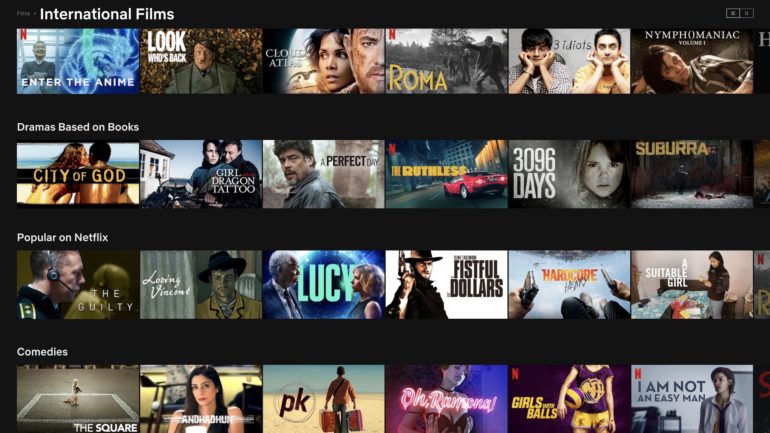 Films > International Films
N
ENTER THE ANIME
LOOK
WHO'S BACK
CLOUD
ATLAS
N
ROMA
3 idiots
NYMPH()MANIAC
VOLUME I
Dramas Based on Books
CITY OF GOD
GIRL
DRAGON
TATTOO
A PERFECT DAY
N
THE RUTHLESS
3096
DAYS
SUBURRA
Popular on Netflix
THE
GUILTY
Loving
Vincent
LUCY
CLINT EASTWOOD
FISTFUL
DOLLARS
HARDCORE
HENRY
A
SUITABLE
GIRL
Comedies
THE SQUARE
ANDHADHUN
pk
Oh, Ramona!
N
GIRLS
WITH
BALLS
N
I AM NOT
AN EASY MAN